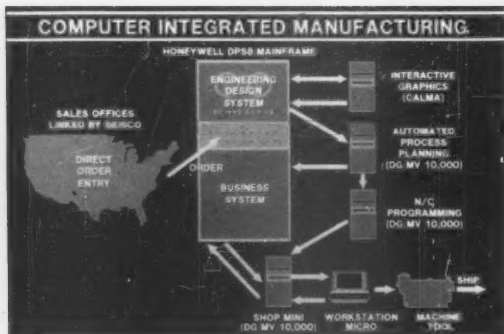 COMPUTER INTEGRATED MANUFACTURING
HONEYWELL DPS8 MAINFRAME
ENGINEERING
DESIGN
SYSTEM
INTERACTIVE
GRAPHICS
(CALMA)
SALES OFFICES
LINKED BY GEISCO
DIRECT
ORDER
ENTRY
ORDER
AUTOMATED
PROCESS
PLANNING
(DG MV 10,000)
BUSINESS
SYSTEM
N/C
PROGRAMMING
(DG MV 10,000)
SHOP MINI
(DG MV 10,000)
WORKSTATION
MICRO
MACHINE
TOOL
SHIP